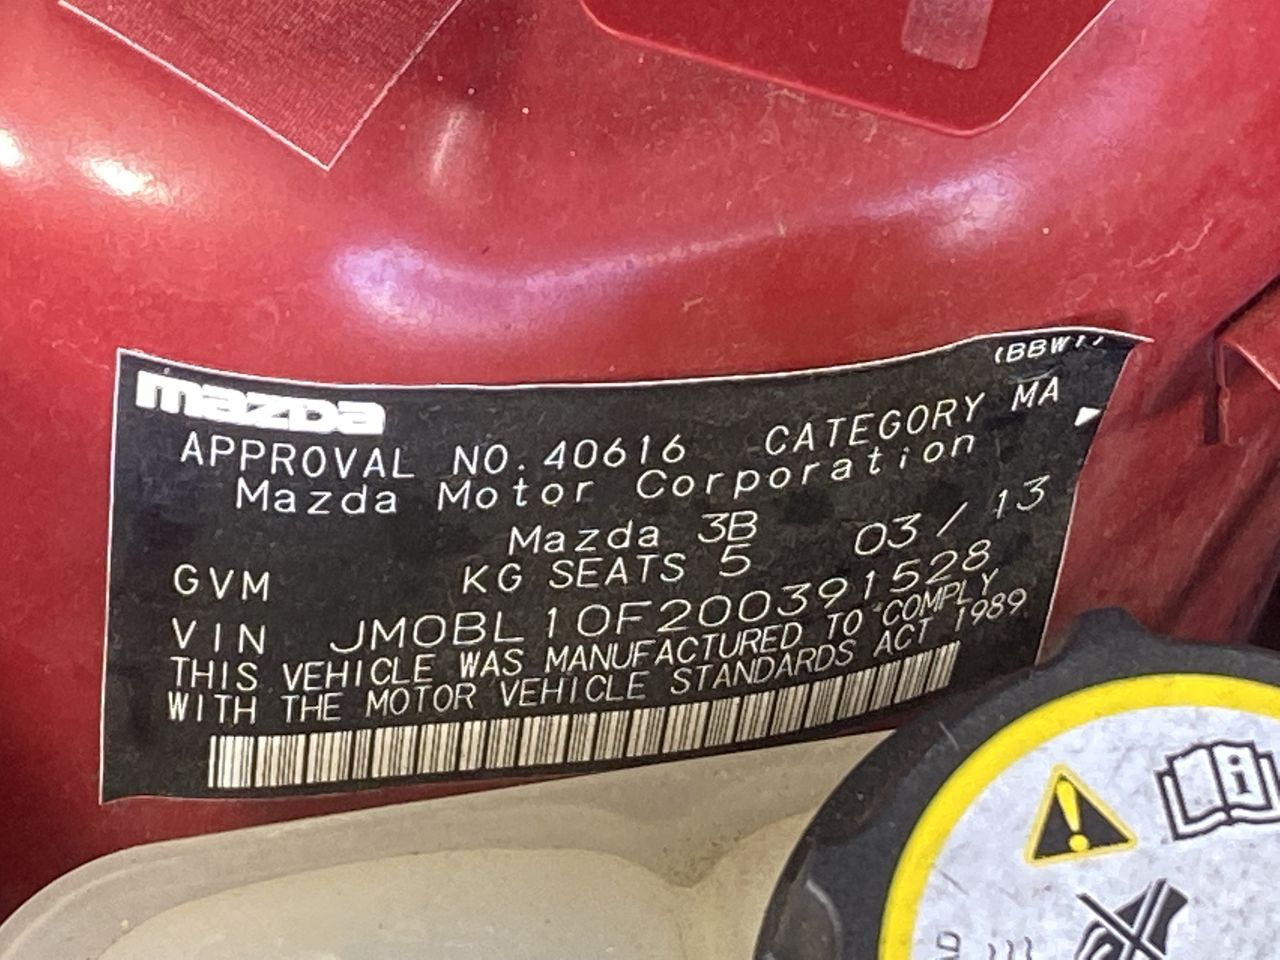 (BBW1)
mazda
APPROVAL NO. 40616 CATEGORY MA
Mazda Motor Corporation
Mazda 3B 03/13
GVM KG SEATS 5
VIN JM0BL10F200391528
THIS VEHICLE WAS MANUFACTURED TO COMPLY
WITH THE MOTOR VEHICLE STANDARDS ACT 1989